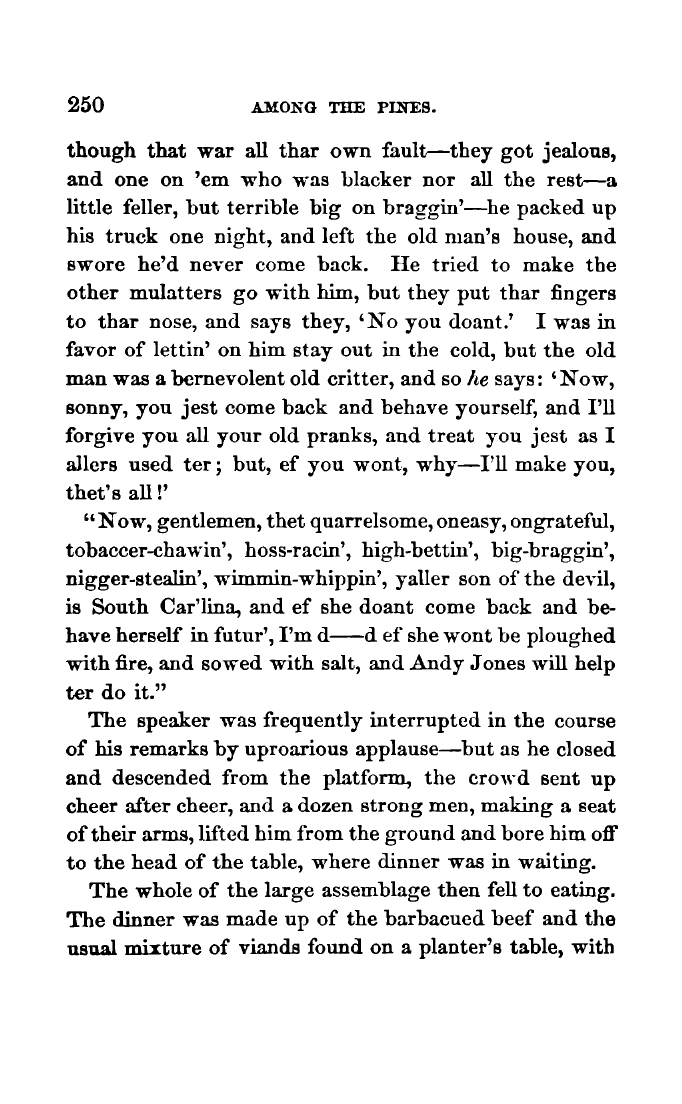 250 AMONG THE PINES.
though that war all thar own fault—they got jealous,
and one on 'em who was blacker nor all the rest—a
little feller, but terrible big on braggin'—he packed up
his truck one night, and left the old man's house, and
swore he'd never come back. He tried to make the
other mulatters go with him, but they put thar fingers
to thar nose, and says they, 'No you doant.' I was in
favor of lettin' on him stay out in the cold, but the old
man was a bernevolent old critter, and so he says: 'Now,
sonny, you jest come back and behave yourself, and I'll
forgive you all your old pranks, and treat you jest as I
allers used ter; but, ef you wont, why—I'll make you,
thet's all!'
"Now, gentlemen, thet quarrelsome, oneasy, ongrateful,
tobaccer-chawin', hoss-racin', high-bettin', big-braggin',
nigger-stealin', wimmin-whippin', yaller son of the devil,
is South Car'lina, and ef she doant come back and be-
have herself in futur', I'm d——d ef she wont be ploughed
with fire, and sowed with salt, and Andy Jones will help
ter do it."
The speaker was frequently interrupted in the course
of his remarks by uproarious applause—but as he closed
and descended from the platform, the crowd sent up
cheer after cheer, and a dozen strong men, making a seat
of their arms, lifted him from the ground and bore him off
to the head of the table, where dinner was in waiting.
The whole of the large assemblage then fell to eating.
The dinner was made up of the barbacued beef and the
usual mixture of viands found on a planter's table, with